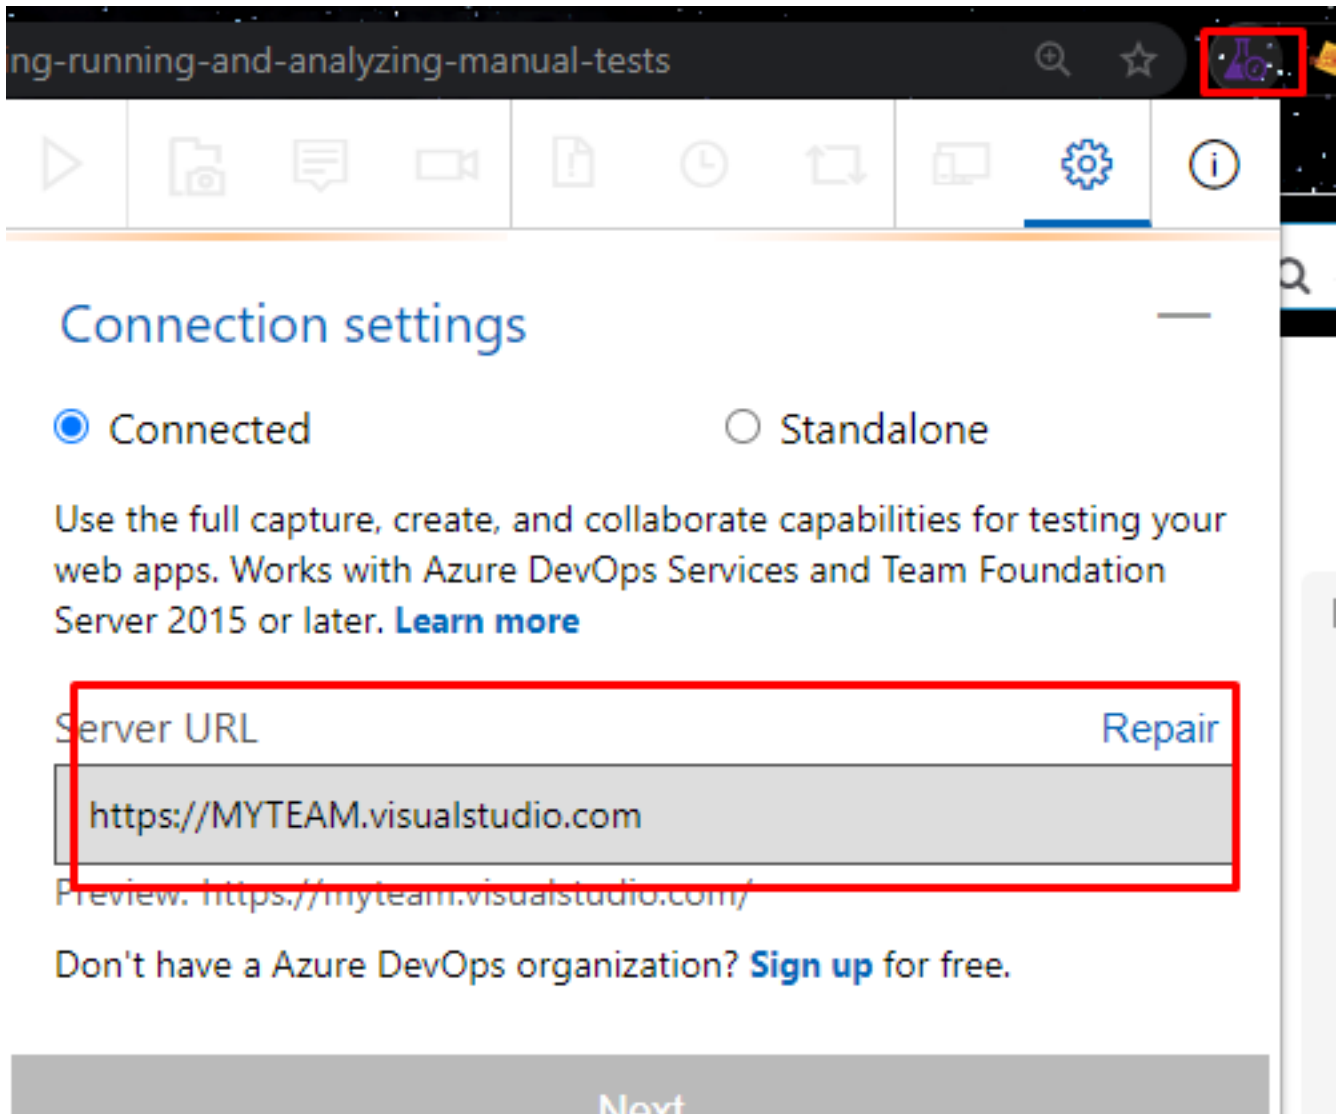 ing-running-and-analyzing-manual-tests
Connection settings
Connected
Standalone
Use the full capture, create, and collaborate capabilities for testing your
web apps. Works with Azure DevOps Services and Team Foundation
Server 2015 or later. Learn more
Server URL
Repair
https://MYTEAM.visualstudio.com
Preview: https://myteam.visualstudio.com/
Don't have a Azure DevOps organization? Sign up for free.
Next